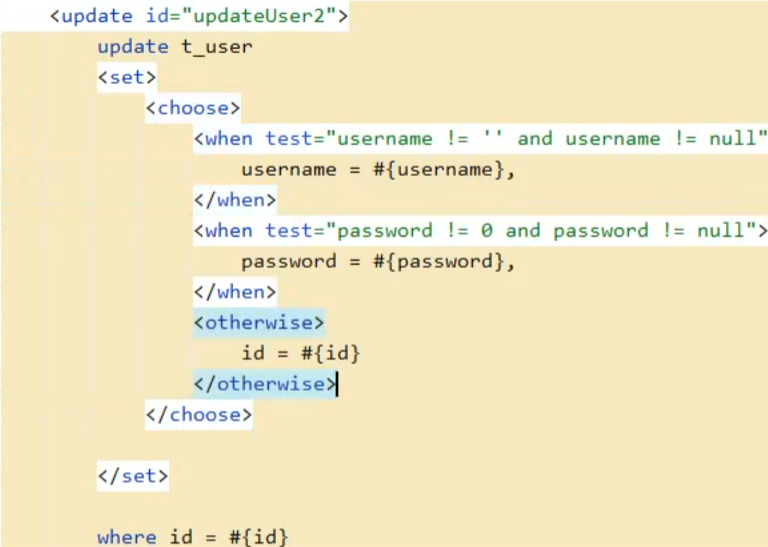 <update id="updateUser2">
update t_user
<set>
<choose>
<when test="username != '' and username != null"
username = #{username},
</when>
<when test="password != 0 and password != null">
password = #{password},
</when>
<otherwise>
id = #{id}
</otherwise>
</choose>
</set>
where id = #{id}